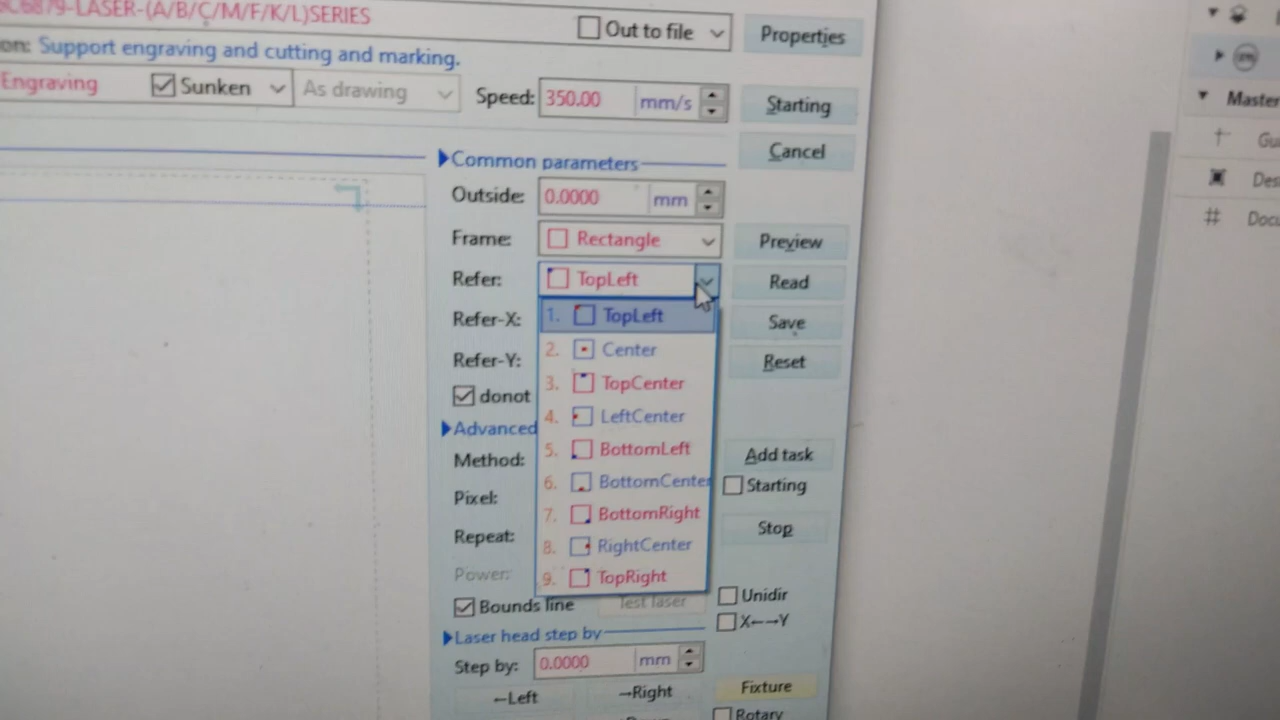 6879-LASER-(A/B/C/M/F/K/L)SERIES
Out to file
Properties
on: Support engraving and cutting and marking.
Engraving Sunken As drawing Speed: 350.00 mm/s Starting
Cancel
Common parameters
Outside: 0.0000 mm
Frame: Rectangle Preview
Refer: TopLeft Read
Refer-X: 1. TopLeft Save
Refer-Y: 2. Center Reset
3. TopCenter
donot 4. LeftCenter
Advanced 5. BottomLeft Add task
Method: 6. BottomCenter Starting
Pixel: 7. BottomRight Stop
Repeat: 8. RightCenter
Power: 9. TopRight
Bounds line Test laser Unidir
X←→Y
Laser head step by
Step by: 0.0000 mm
←Left →Right Fixture
Rotary
Master
Gu
Des
Docu